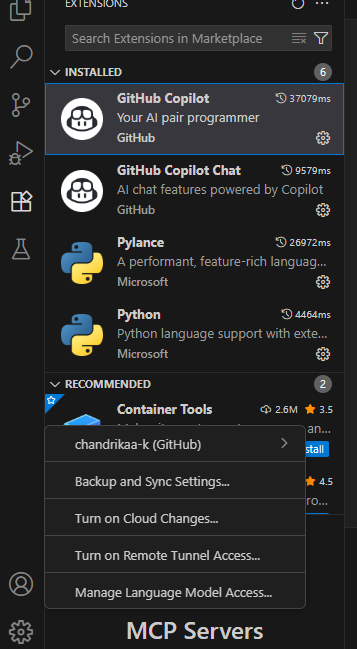 EXTENSIONS
Search Extensions in Marketplace
INSTALLED 6
GitHub Copilot 37079ms
Your AI pair programmer
GitHub
GitHub Copilot Chat 9579ms
AI chat features powered by Copilot
GitHub
Pylance 26972ms
A performant, feature-rich languag...
Microsoft
Python 4464ms
Python language support with exte...
Microsoft
RECOMMENDED 2
Container Tools 2.6M 3.5
chandrikaa-k (GitHub)
Backup and Sync Settings...
4.5
Turn on Cloud Changes...
Turn on Remote Tunnel Access...
Manage Language Model Access...
MCP Servers